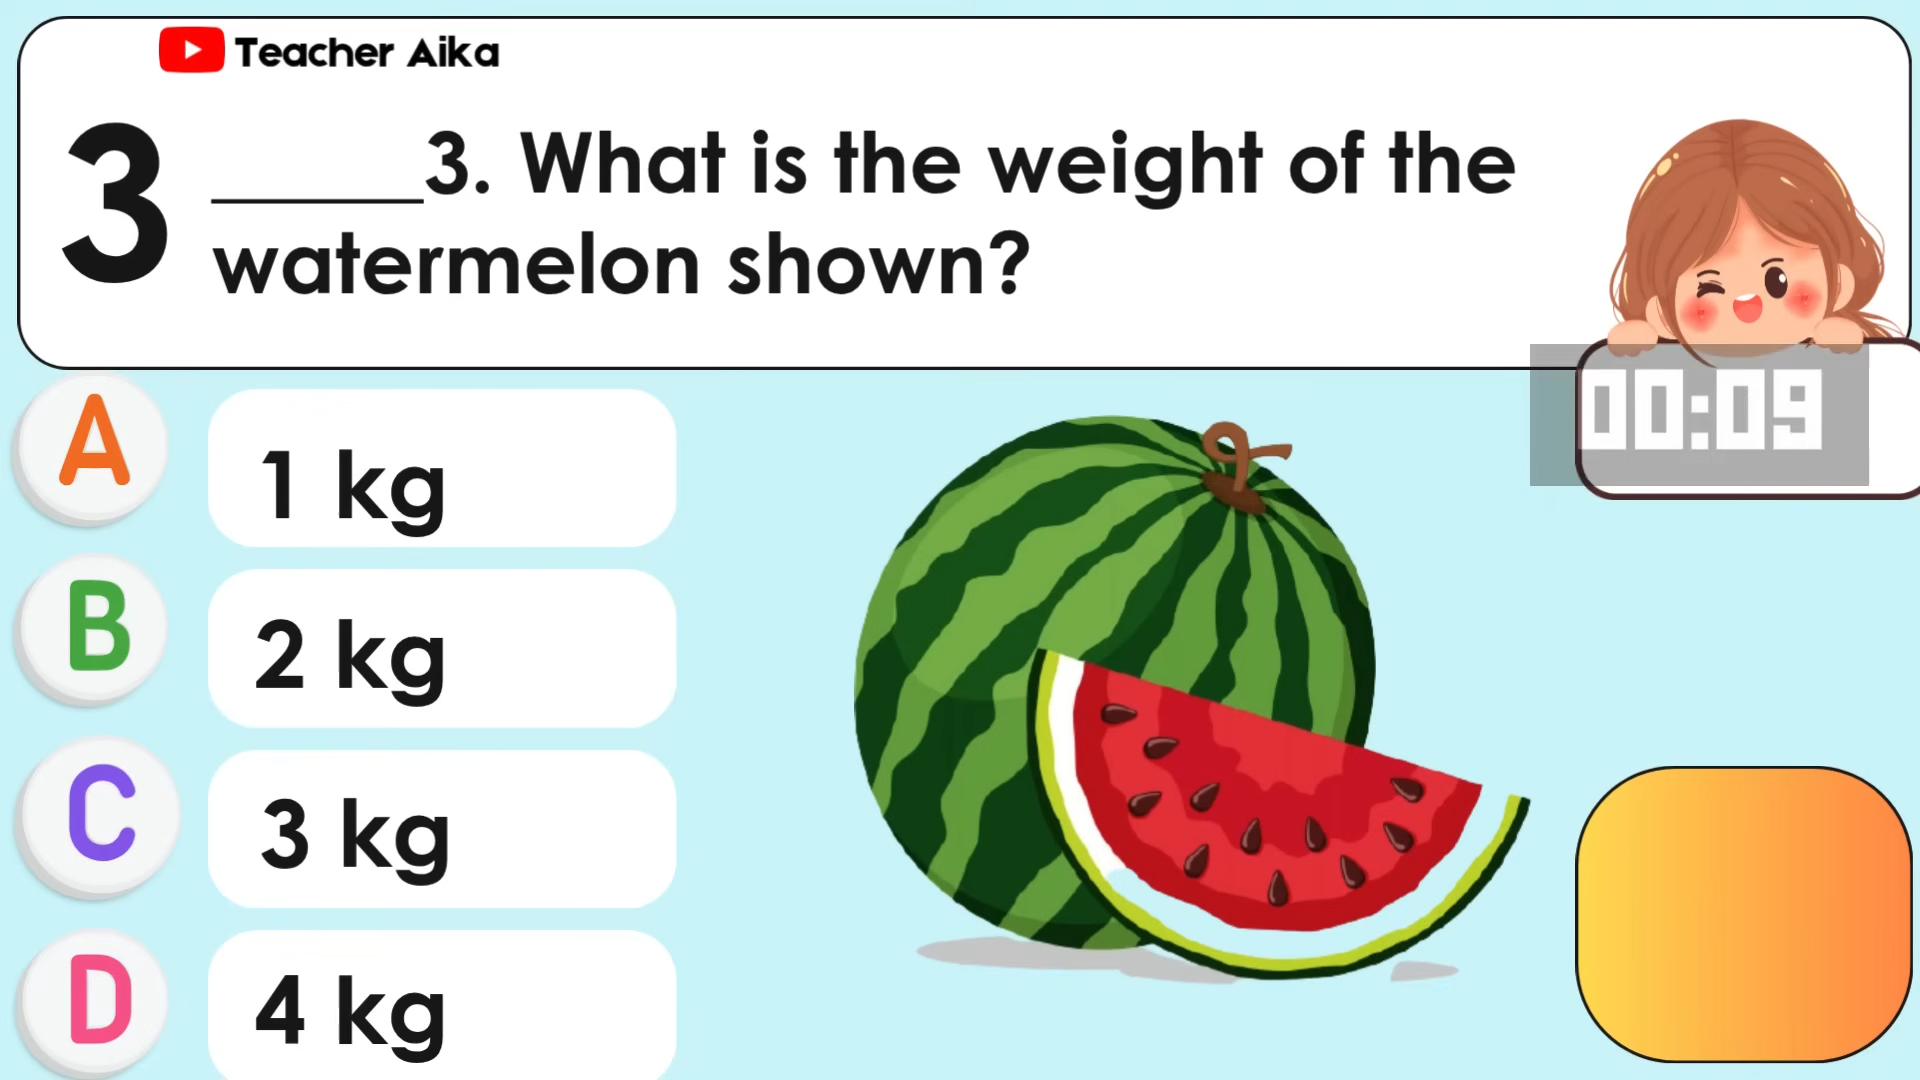 Teacher Aika
3
______3. What is the weight of the
watermelon shown?
00:09
A
1 kg
B
2 kg
C
3 kg
D
4 kg